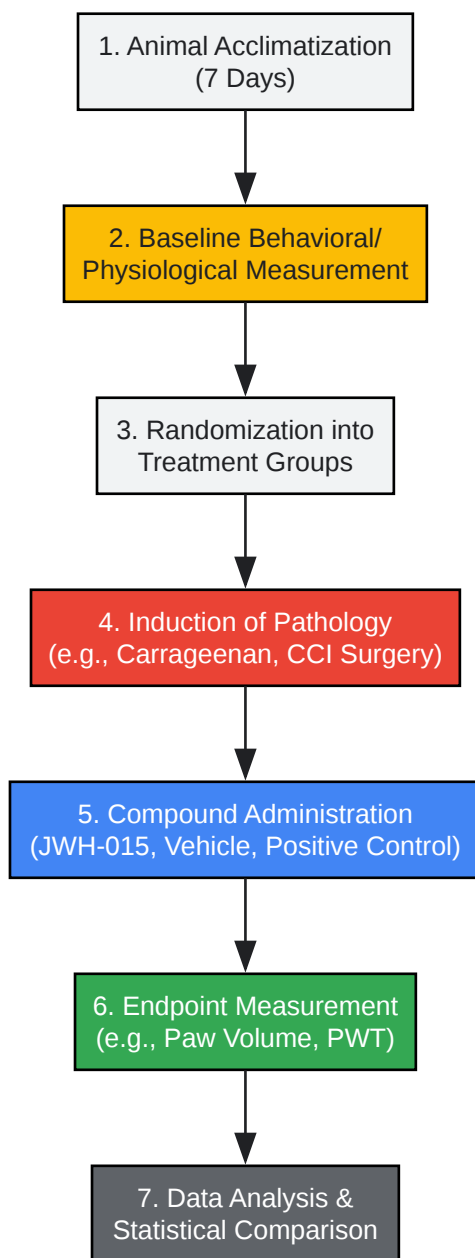 1. Animal Acclimatization
(7 Days)
2. Baseline Behavioral/
Physiological Measurement
3. Randomization into
Treatment Groups
4. Induction of Pathology
(e.g., Carrageenan, CCI Surgery)
5. Compound Administration
(JWH-015, Vehicle, Positive Control)
6. Endpoint Measurement
(e.g., Paw Volume, PWT)
7. Data Analysis &
Statistical Comparison